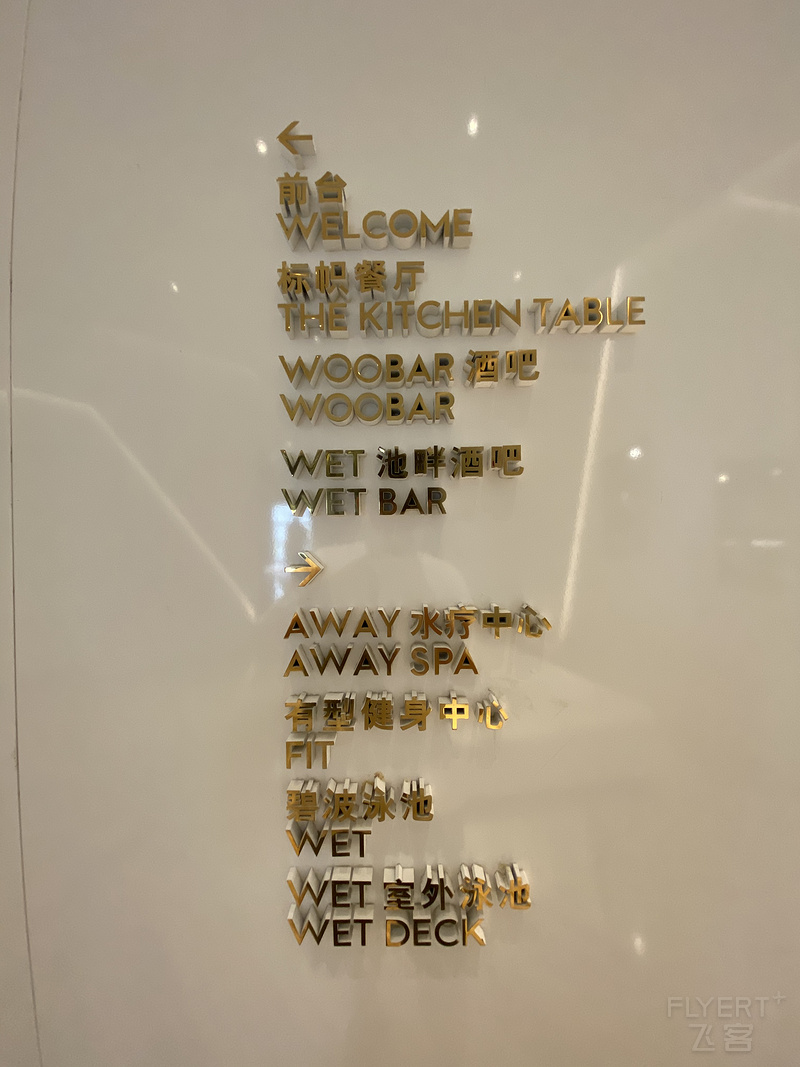 ←
前台
WELCOME
标帜餐厅
THE KITCHEN TABLE
WOOBAR 酒吧
WOOBAR
WET 池畔酒吧
WET BAR
→
AWAY 水疗中心
AWAY SPA
有型健身中心
FIT
碧波泳池
WET
WET 室外泳池
WET DECK
FLYERT+
飞客